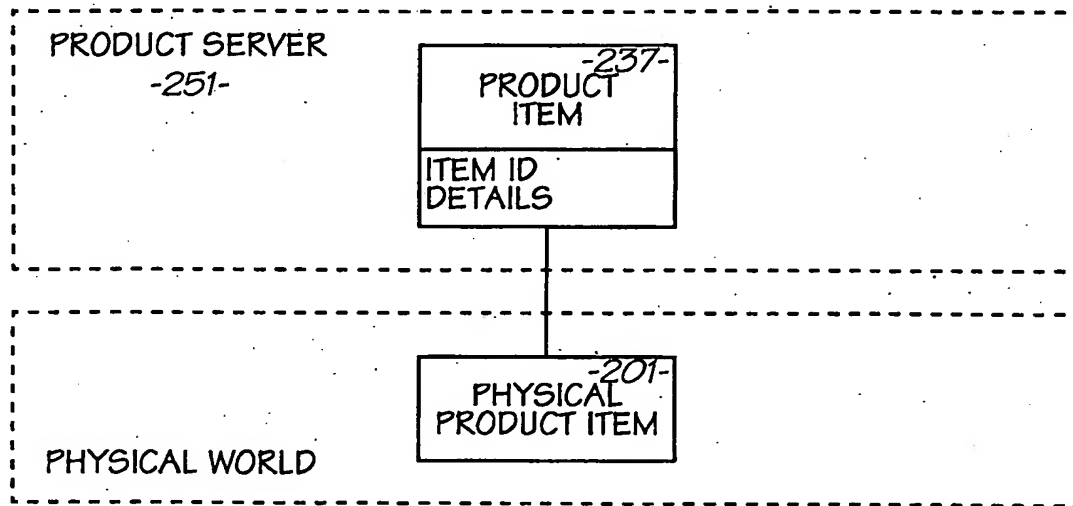 PRODUCT SERVER
-251-
-237-
PRODUCT
ITEM
ITEM ID
DETAILS
-201-
PHYSICAL
PRODUCT ITEM
PHYSICAL WORLD